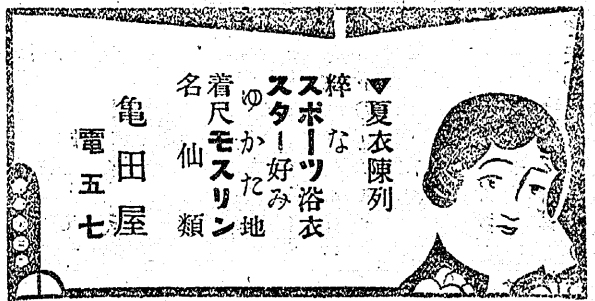 ▼夏衣陳列
粋な
スポーツ浴衣
スター好み
ゆかた地
着尺モスリン
名仙類
亀田屋
電五七